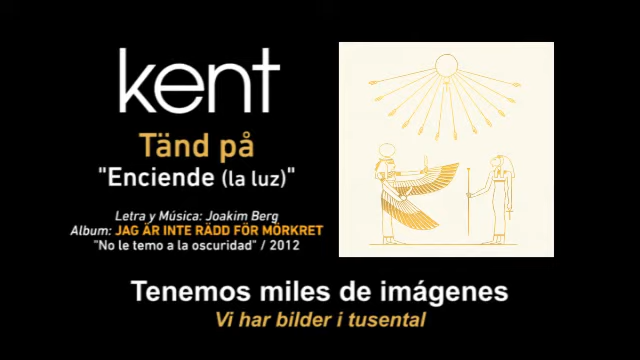 kent
Tänd på
"Enciende (la luz)"
Letra y Música: Joakim Berg
Album: JAG ÄR INTE RÄDD FÖR MÖRKRET
"No le temo a la oscuridad" / 2012
Tenemos miles de imágenes
Vi har bilder i tusental